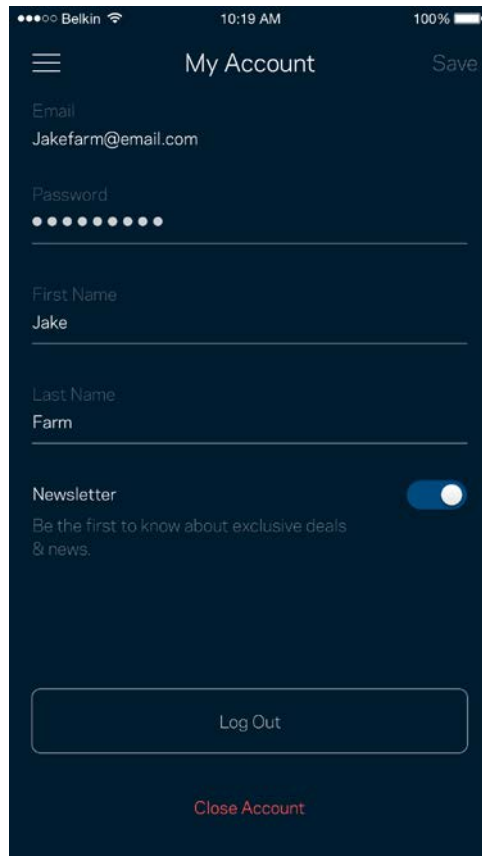 Belkin 10:19 AM 100%
My Account Save
Email
Jakefarm@email.com
Password
First Name
Jake
Last Name
Farm
Newsletter
Be the first to know about exclusive deals
& news.
Log Out
Close Account